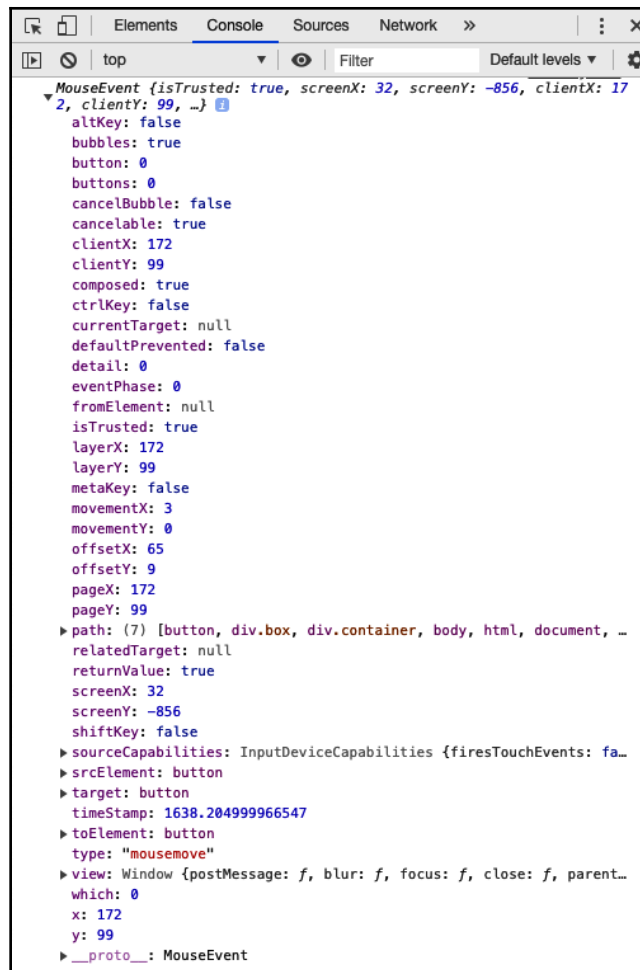 Elements Console Sources Network »
top Filter Default levels ▼
MouseEvent {isTrusted: true, screenX: 32, screenY: -856, clientX: 17
2, clientY: 99, …}
altKey: false
bubbles: true
button: 0
buttons: 0
cancelBubble: false
cancelable: true
clientX: 172
clientY: 99
composed: true
ctrlKey: false
currentTarget: null
defaultPrevented: false
detail: 0
eventPhase: 0
fromElement: null
isTrusted: true
layerX: 172
layerY: 99
metaKey: false
movementX: 3
movementY: 0
offsetX: 65
offsetY: 9
pageX: 172
pageY: 99
path: (7) [button, div.box, div.container, body, html, document, …
relatedTarget: null
returnValue: true
screenX: 32
screenY: -856
shiftKey: false
sourceCapabilities: InputDeviceCapabilities {firesTouchEvents: fa…
srcElement: button
target: button
timeStamp: 1638.204999966547
toElement: button
type: "mousemove"
view: Window {postMessage: ƒ, blur: ƒ, focus: ƒ, close: ƒ, parent…
which: 0
x: 172
y: 99
__proto__: MouseEvent